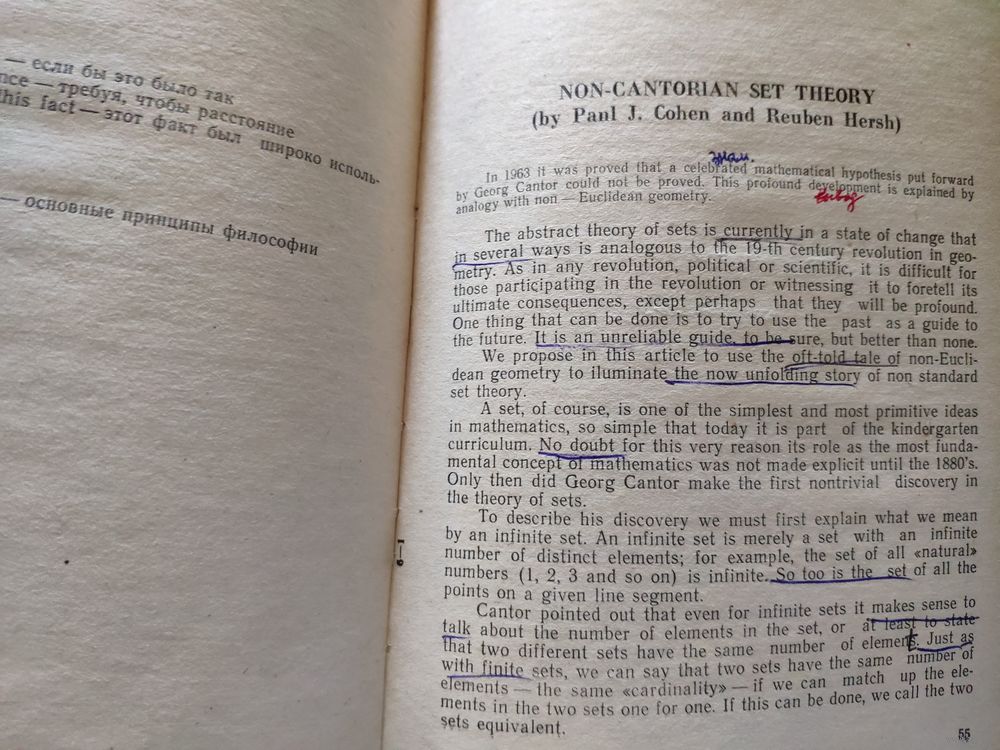 — если бы это было так
nce — требуя, чтобы расстояние
this fact — этот факт был широко исполь-
— основные принципы философии
NON-CANTORIAN SET THEORY
(by Paul J. Cohen and Reuben Hersh)
In 1963 it was proved that a celebrated mathematical hypothesis put forward
by Georg Cantor could not be proved. This profound development is explained by
analogy with non — Euclidean geometry.
The abstract theory of sets is currently in a state of change that
in several ways is analogous to the 19-th century revolution in geo-
metry. As in any revolution, political or scientific, it is difficult for
those participating in the revolution or witnessing it to foretell its
ultimate consequences, except perhaps that they will be profound.
One thing that can be done is to try to use the past as a guide to
the future. It is an unreliable guide, to be sure, but better than none.
We propose in this article to use the oft-told tale of non-Eucli-
dean geometry to illuminate the now unfolding story of non standard
set theory.
A set, of course, is one of the simplest and most primitive ideas
in mathematics, so simple that today it is part of the kindergarten
curriculum. No doubt for this very reason its role as the most funda-
mental concept of mathematics was not made explicit until the 1880's.
Only then did Georg Cantor make the first nontrivial discovery in
the theory of sets.
To describe his discovery we must first explain what we mean
by an infinite set. An infinite set is merely a set with an infinite
number of distinct elements; for example, the set of all «natural»
numbers (1, 2, 3 and so on) is infinite. So too is the set of all the
points on a given line segment.
Cantor pointed out that even for infinite sets it makes sense to
talk about the number of elements in the set, or at least to state
that two different sets have the same number of elements. Just as
with finite sets, we can say that two sets have the same number of
elements — the same «cardinality» — if we can match up the ele-
ments in the two sets one for one. If this can be done, we call the two
sets equivalent.
6—1
55